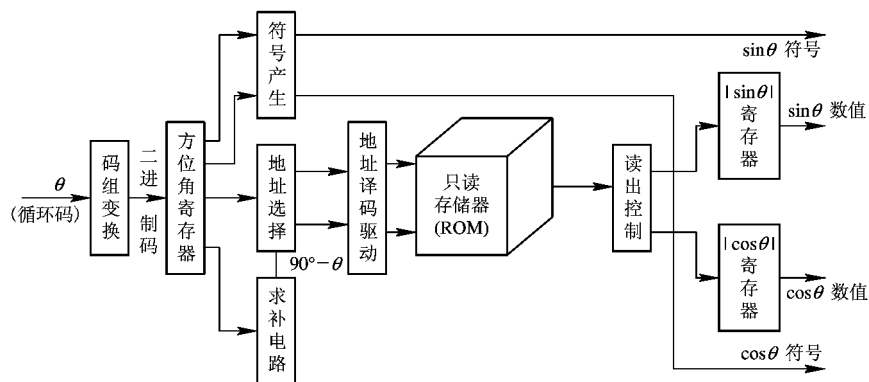 θ
(循环码)
码组变换
二进制码
方位角寄存器
符号产生
地址选择
求补电路
90°−θ
地址译码驱动
只读
存储器
(ROM)
读出控制
|sinθ|
寄存器
|cosθ|
寄存器
sinθ 符号
sinθ 数值
cosθ 数值
cosθ 符号